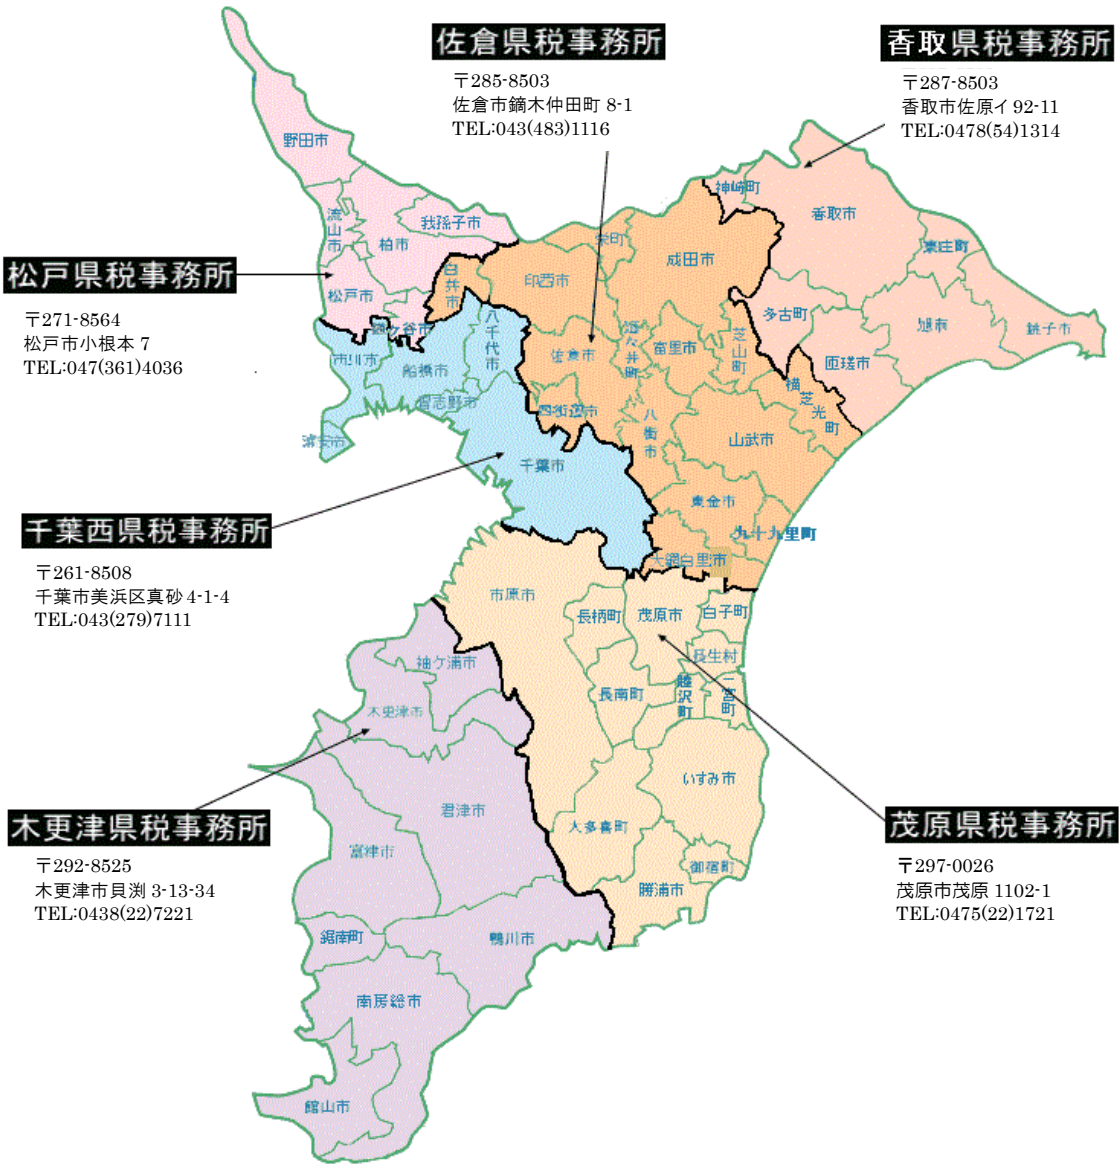 佐倉県税事務所
〒285-8503
佐倉市鏑木仲田町 8-1
TEL:043(483)1116
香取県税事務所
〒287-8503
香取市佐原イ92-11
TEL:0478(54)1314
松戸県税事務所
〒271-8564
松戸市小根本 7
TEL:047(361)4036
千葉西県税事務所
〒261-8508
千葉市美浜区真砂 4-1-4
TEL:043(279)7111
木更津県税事務所
〒292-8525
木更津市貝渕 3-13-34
TEL:0438(22)7221
茂原県税事務所
〒297-0026
茂原市茂原 1102-1
TEL:0475(22)1721
野田市
流山市
柏市
我孫子市
松戸市
鎌ケ谷市
白井市
印西市
栄町
成田市
神崎町
香取市
東庄町
多古町
旭市
銚子市
匝瑳市
横芝光町
芝山町
富里市
酒々井町
佐倉市
四街道市
八街市
山武市
東金市
九十九里町
大網白里市
八千代市
船橋市
市川市
習志野市
浦安市
千葉市
市原市
長柄町
茂原市
白子町
長生村
長南町
睦沢町
一宮町
いすみ市
大多喜町
御宿町
勝浦市
袖ケ浦市
木更津市
君津市
富津市
鋸南町
鴨川市
南房総市
館山市